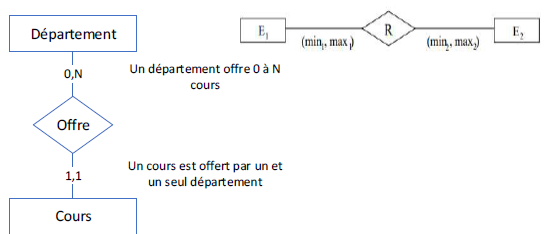 Département
0,N
Un département offre 0 à N
cours
Offre
1,1
Un cours est offert par un et
un seul département
Cours
E₁
(min₁, max₁)
R
(min₂, max₂)
E₂